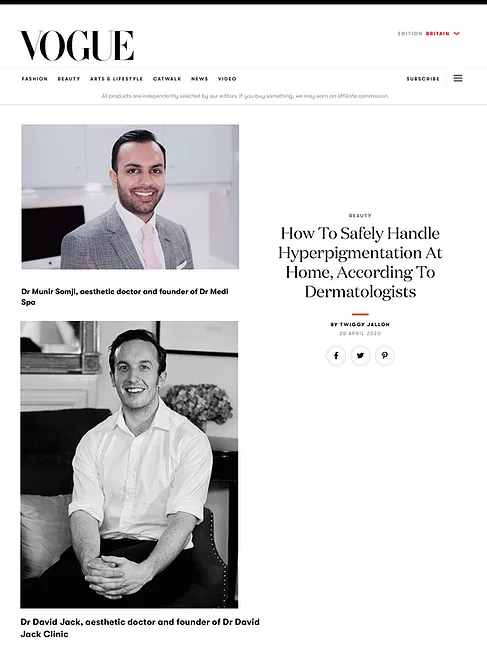 VOGUE
EDITION BRITAIN
FASHION BEAUTY ARTS & LIFESTYLE CATWALK NEWS VIDEO SUBSCRIBE
All products are independently selected by our editors. If you buy something, we may earn an affiliate commission.
Dr Munir Somji, aesthetic doctor and founder of Dr Medi
Spa
BEAUTY
How To Safely Handle
Hyperpigmentation At
Home, According To
Dermatologists
BY TWIGGY JALLOH
28 APRIL 2020
Dr David Jack, aesthetic doctor and founder of Dr David
Jack Clinic